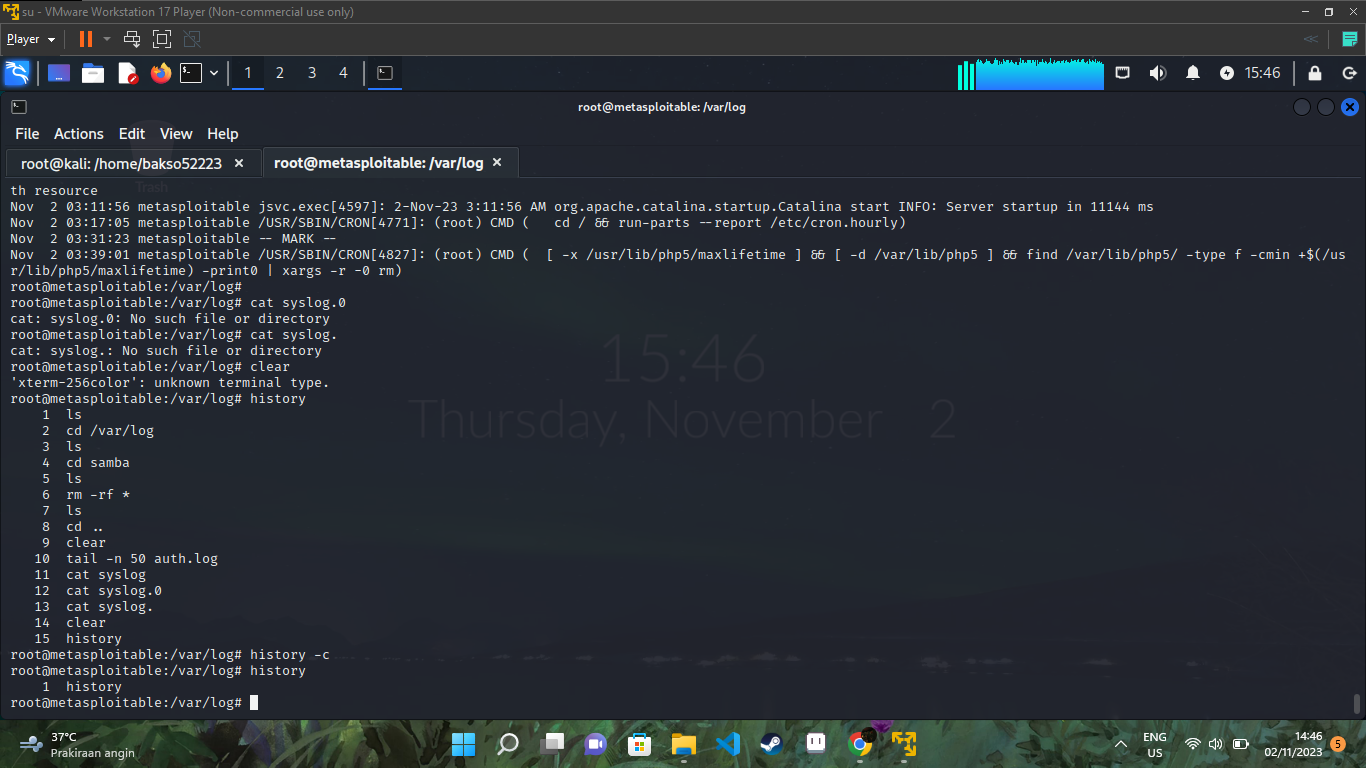 su - VMware Workstation 17 Player (Non-commercial use only)
Player
1 2 3 4 15:46
root@metasploitable: /var/log
File Actions Edit View Help
root@kali: /home/bakso52223 root@metasploitable: /var/log
Trash
th resource
Nov  2 03:11:56 metasploitable jsvc.exec[4597]: 2-Nov-23 3:11:56 AM org.apache.catalina.startup.Catalina start INFO: Server startup in 11144 ms
Nov  2 03:17:05 metasploitable /USR/SBIN/CRON[4771]: (root) CMD (   cd / && run-parts --report /etc/cron.hourly)
Nov  2 03:31:23 metasploitable -- MARK --
Nov  2 03:39:01 metasploitable /USR/SBIN/CRON[4827]: (root) CMD (  [ -x /usr/lib/php5/maxlifetime ] && [ -d /var/lib/php5 ] && find /var/lib/php5/ -type f -cmin +$(/us
r/lib/php5/maxlifetime) -print0 | xargs -r -0 rm)
root@metasploitable:/var/log#
root@metasploitable:/var/log# cat syslog.0
cat: syslog.0: No such file or directory
root@metasploitable:/var/log# cat syslog.
cat: syslog.: No such file or directory
root@metasploitable:/var/log# clear
'xterm-256color': unknown terminal type.
root@metasploitable:/var/log# history
1  ls
2  cd /var/log
3  ls
4  cd samba
5  ls
6  rm -rf *
7  ls
8  cd ..
9  clear
10  tail -n 50 auth.log
11  cat syslog
12  cat syslog.0
13  cat syslog.
14  clear
15  history
root@metasploitable:/var/log# history -c
root@metasploitable:/var/log# history
1  history
root@metasploitable:/var/log#
15:46
Thursday, November 2
37°C
Prakiraan angin
ENG
US
14:46
02/11/2023
5